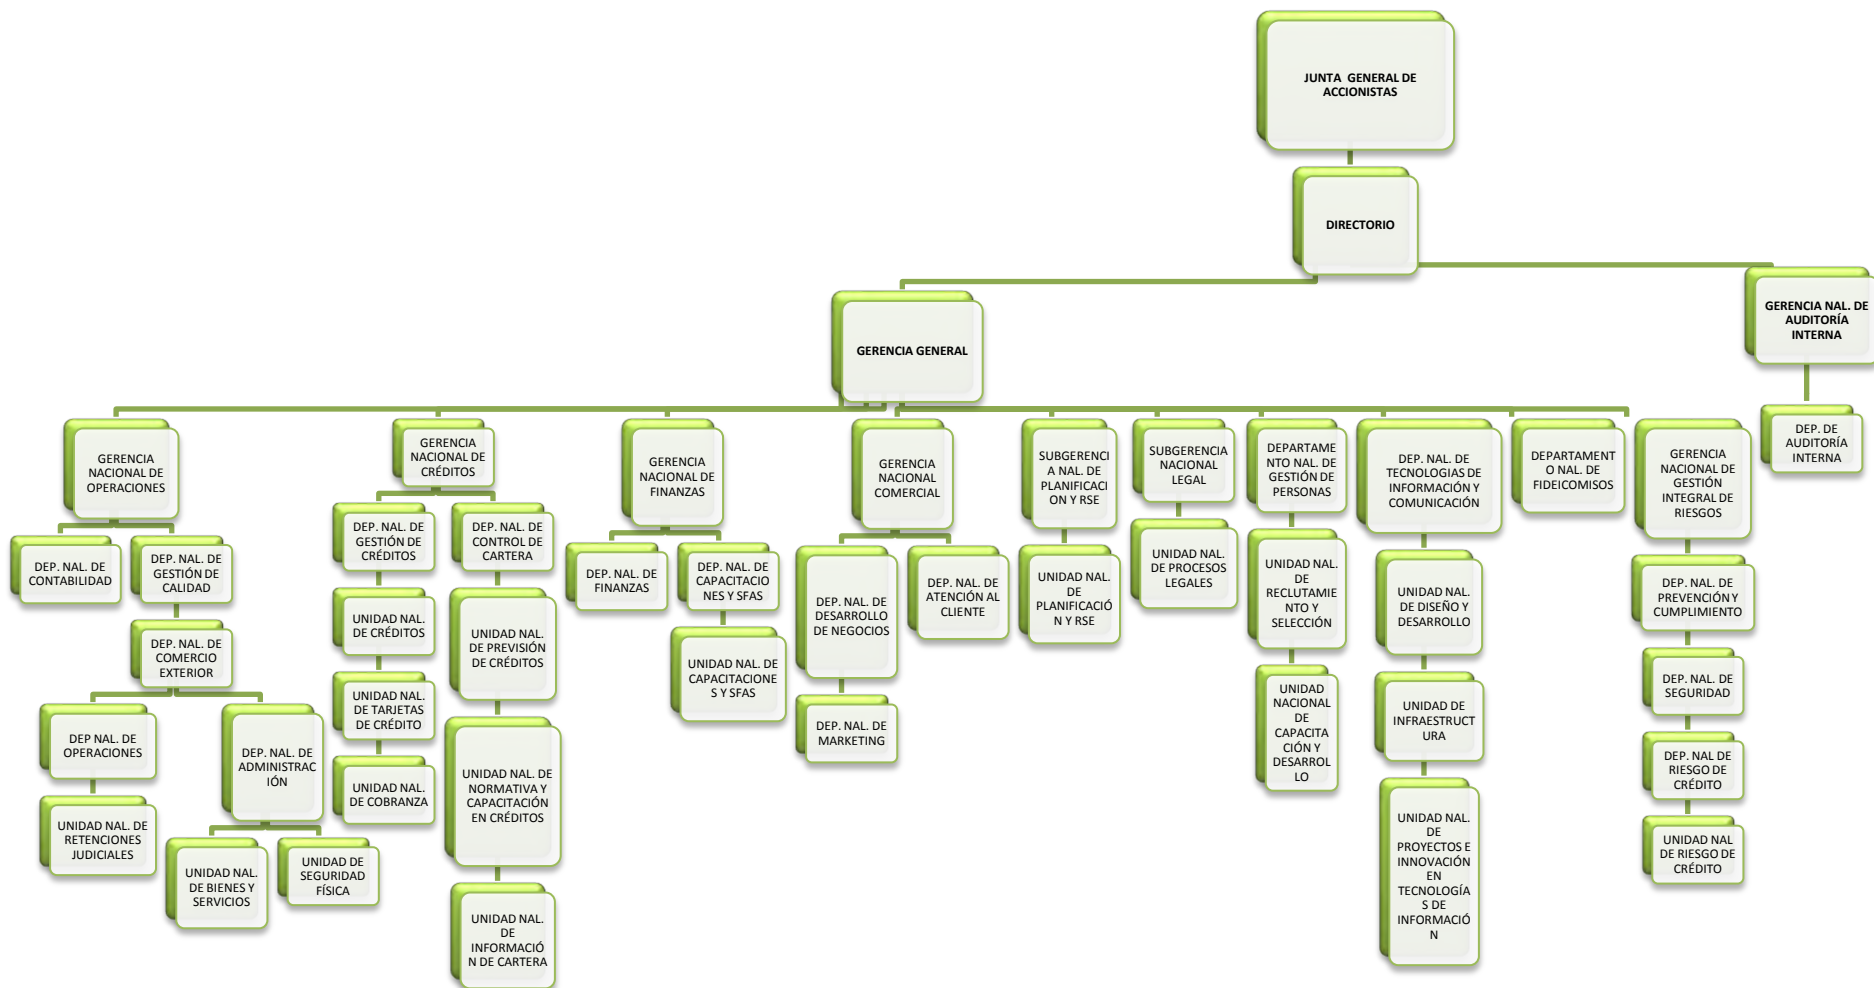 JUNTA GENERAL DE
ACCIONISTAS
DIRECTORIO
GERENCIA GENERAL
GERENCIA NAL. DE
AUDITORÍA
INTERNA
DEP. DE
AUDITORÍA
INTERNA
GERENCIA
NACIONAL DE
OPERACIONES
DEP. NAL. DE
CONTABILIDAD
DEP. NAL. DE
GESTIÓN DE
CALIDAD
DEP. NAL. DE
COMERCIO
EXTERIOR
DEP NAL. DE
OPERACIONES
UNIDAD NAL. DE
RETENCIONES
JUDICIALES
DEP. NAL. DE
ADMINISTRAC
IÓN
UNIDAD NAL.
DE BIENES Y
SERVICIOS
UNIDAD DE
SEGURIDAD
FÍSICA
GERENCIA
NACIONAL DE
CRÉDITOS
DEP. NAL. DE
GESTIÓN DE
CRÉDITOS
UNIDAD NAL.
DE CRÉDITOS
UNIDAD NAL.
DE TARJETAS
DE CRÉDITO
UNIDAD NAL.
DE COBRANZA
DEP. NAL. DE
CONTROL DE
CARTERA
UNIDAD NAL.
DE PREVISIÓN
DE CRÉDITOS
UNIDAD NAL. DE
NORMATIVA Y
CAPACITACIÓN
EN CRÉDITOS
UNIDAD NAL.
DE
INFORMACIÓ
N DE CARTERA
GERENCIA
NACIONAL DE
FINANZAS
DEP. NAL. DE
FINANZAS
DEP. NAL. DE
CAPACITACIO
NES Y SFAS
UNIDAD NAL. DE
CAPACITACIONE
S Y SFAS
GERENCIA
NACIONAL
COMERCIAL
DEP. NAL. DE
DESARROLLO
DE NEGOCIOS
DEP. NAL. DE
MARKETING
DEP. NAL. DE
ATENCIÓN AL
CLIENTE
SUBGERENCI
A NAL. DE
PLANIFICACI
ON Y RSE
UNIDAD NAL.
DE
PLANIFICACIÓ
N Y RSE
SUBGERENCIA
NACIONAL
LEGAL
UNIDAD NAL.
DE PROCESOS
LEGALES
DEPARTAME
NTO NAL. DE
GESTIÓN DE
PERSONAS
UNIDAD NAL.
DE
RECLUTAMIE
NTO Y
SELECCIÓN
UNIDAD
NACIONAL
DE
CAPACITA
CIÓN Y
DESARROL
LO
DEP. NAL. DE
TECNOLOGIAS DE
INFORMACIÓN Y
COMUNICACIÓN
UNIDAD NAL.
DE DISEÑO Y
DESARROLLO
UNIDAD DE
INFRAESTRUCT
URA
UNIDAD NAL.
DE
PROYECTOS E
INNOVACIÓN
EN
TECNOLOGÍA
S DE
INFORMACIÓ
N
DEPARTAMENT
O NAL. DE
FIDEICOMISOS
GERENCIA
NACIONAL DE
GESTIÓN
INTEGRAL DE
RIESGOS
DEP. NAL. DE
PREVENCIÓN Y
CUMPLIMIENTO
DEP. NAL. DE
SEGURIDAD
DEP. NAL DE
RIESGO DE
CRÉDITO
UNIDAD NAL
DE RIESGO DE
CRÉDITO